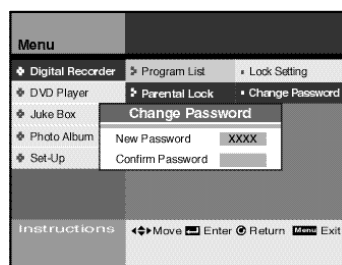 Menu
Digital Recorder
Program List
Lock Setting
DVD Player
Parental Lock
Change Password
Juke Box
Change Password
Photo Album
New Password XXXX
Set-Up
Confirm Password
Instructions
Move Enter Return Menu Exit